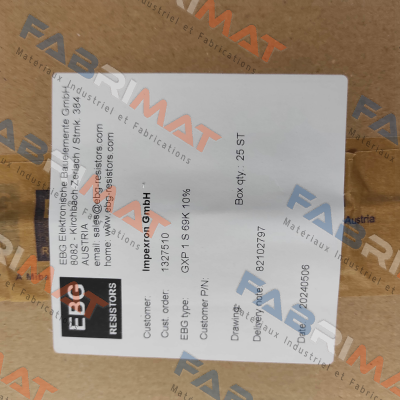 EBG
RESISTORS
EBG Elektronische Bauelemente GmbH
8082 - Kirchbach-Zerlach / Stmk. 384
AUSTRIA
email: sales@ebg-resistors.com
home: www.ebg-resistors.com
Customer: Impexron GmbH
Cust. order: 1327510
EBG type: GXP 1 S 69K 10%
Customer P/N:
Drawing:
Delivery note: 82102797
Date: 20240506
Box qty.: 25 ST
Austria
FABRIMAT
Materiaux Industriel et Fabrications